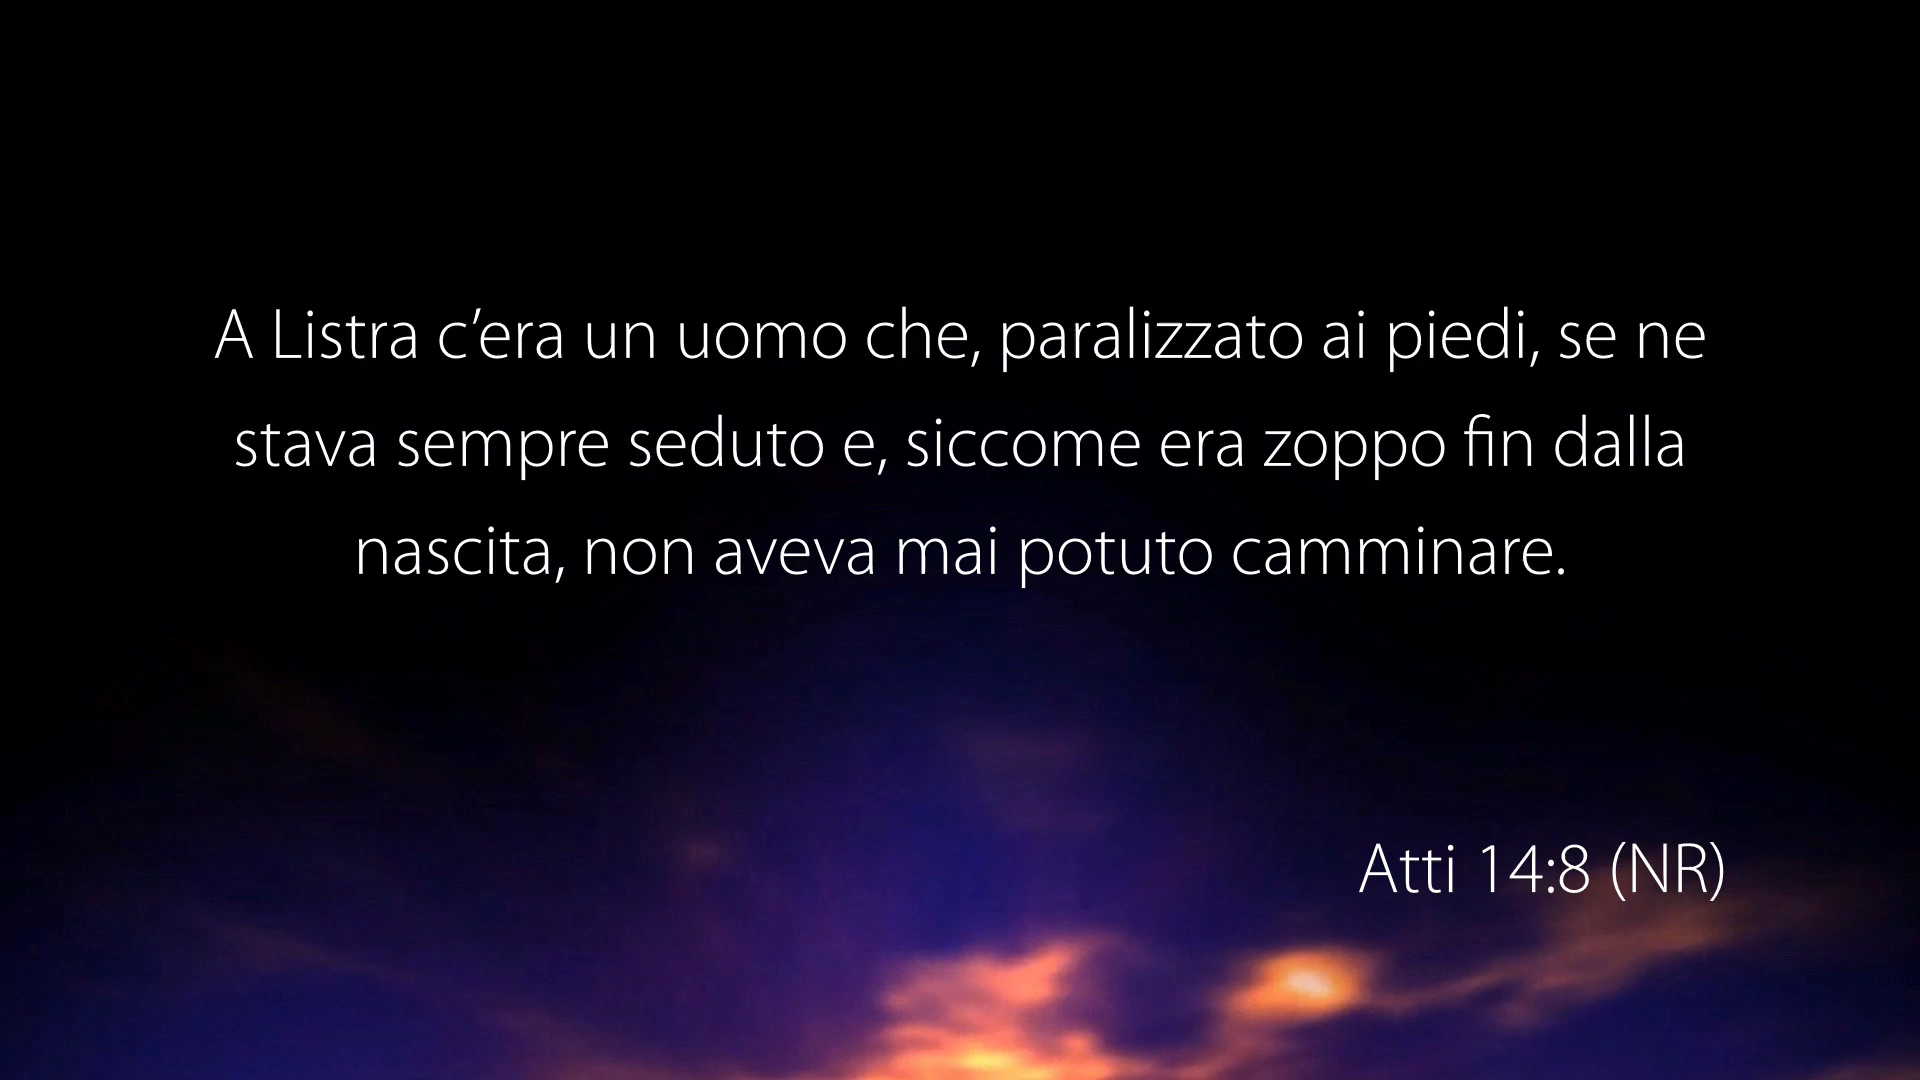 A Listra c’era un uomo che, paralizzato ai piedi, se ne
stava sempre seduto e, siccome era zoppo fin dalla
nascita, non aveva mai potuto camminare.
Atti 14:8 (NR)